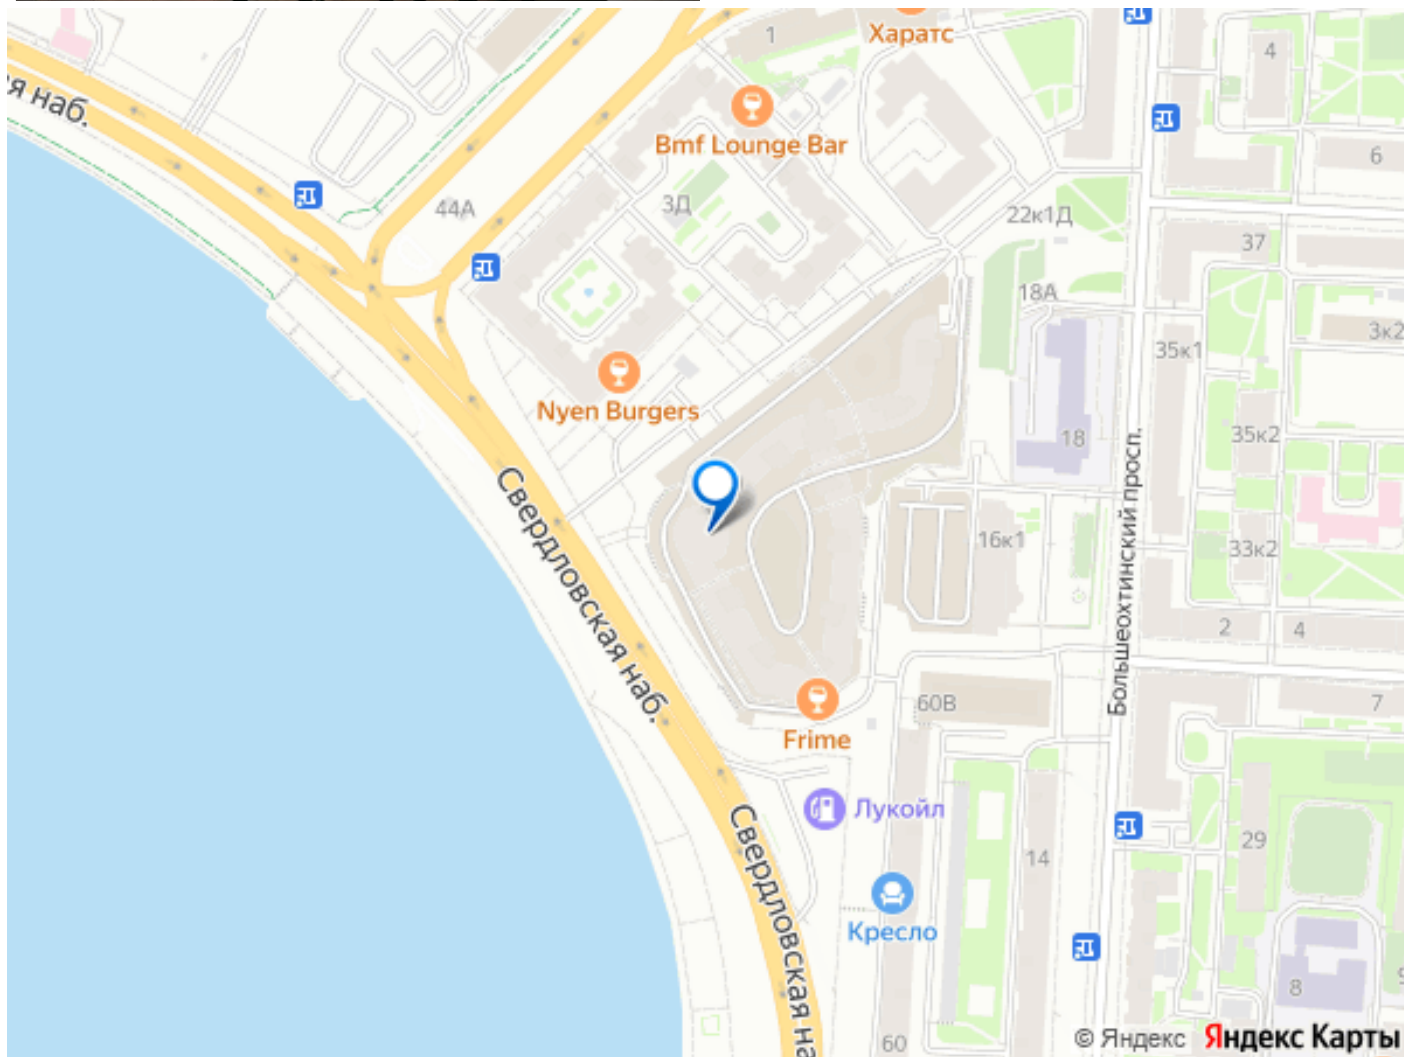 Харатс
1
4
я наб.
Bmf Lounge Bar
6
44А
3Д
22к1Д
37
18А
3к2
35к1
Nyen Burgers
18
35к2
Свердловская наб.
Большеохтинский просп.
16к1
33к2
2
4
60В
7
Frime
Лукойл
Свердловская на
29
14
Кресло
8
60
© Яндекс Яндекс Карты